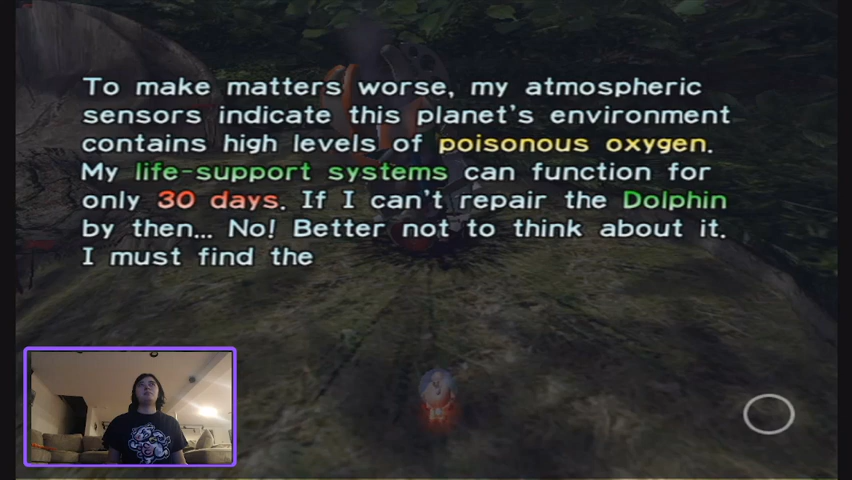 To make matters worse, my atmospheric
sensors indicate this planet's environment
contains high levels of poisonous oxygen.
My life-support systems can function for
only 30 days. If I can't repair the Dolphin
by then... No! Better not to think about it.
I must find the